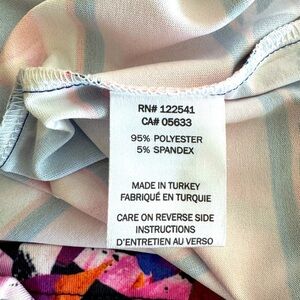 RN# 122541
CA# 05633
95% POLYESTER
5% SPANDEX
MADE IN TURKEY
FABRIQUÉ EN TURQUIE
CARE ON REVERSE SIDE
INSTRUCTIONS
D'ENTRETIEN AU VERSO